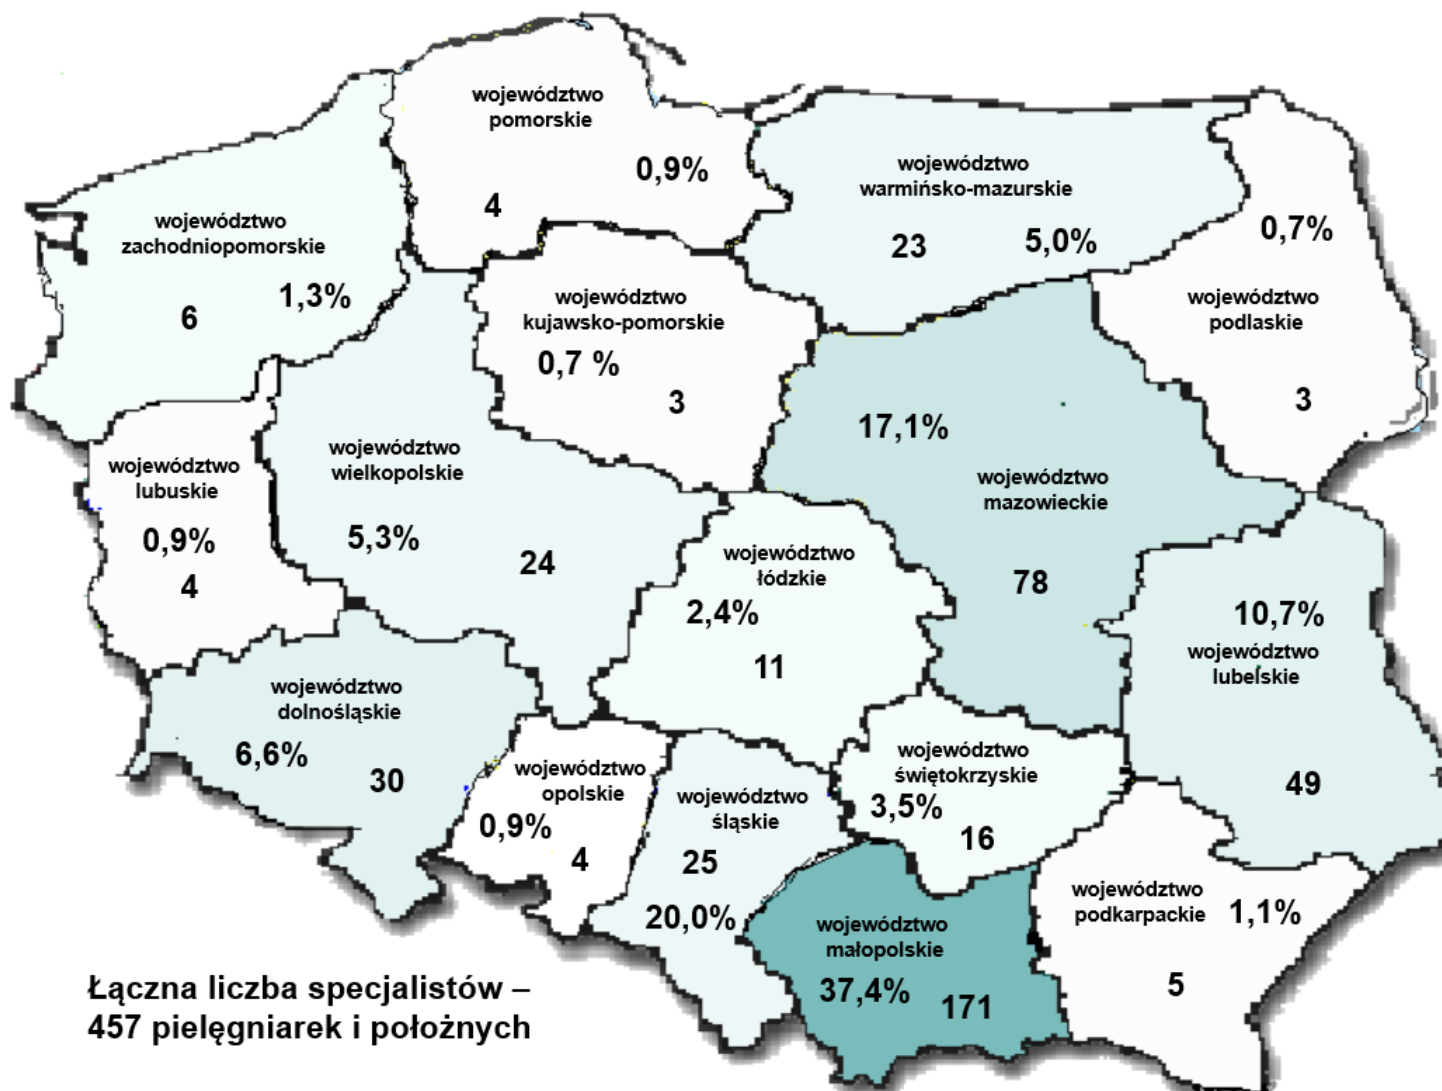 województwo
pomorskie
0,9%
4
województwo
warmińsko-mazurskie
23
5,0%
0,7%
województwo
podlaskie
3
województwo
zachodniopomorskie
1,3%
6
województwo
kujawsko-pomorskie
0,7 %
3
17,1%
województwo
mazowieckie
78
województwo
lubuskie
0,9%
4
województwo
wielkopolskie
5,3%
24
województwo
łódzkie
2,4%
11
10,7%
województwo
lubelskie
49
województwo
dolnośląskie
6,6%
30
województwo
opolskie
0,9%
4
województwo
śląskie
25
20,0%
województwo
świętokrzyskie
3,5%
16
województwo
małopolskie
37,4%
171
województwo
podkarpackie
1,1%
5
Łączna liczba specjalistów –
457 pielęgniarek i położnych